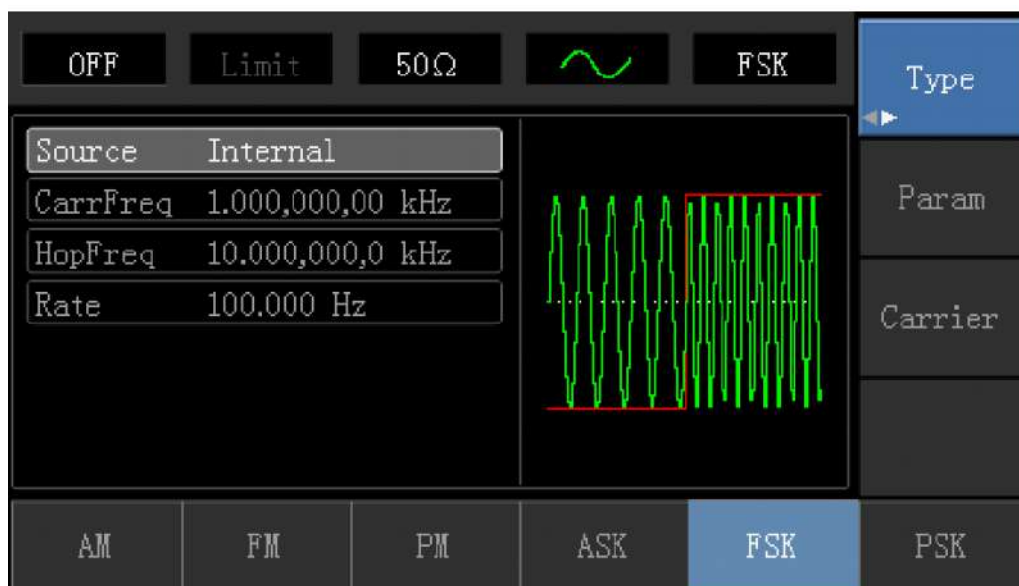 OFF Limit 50Ω FSK Type
Source Internal
CarrFreq 1.000,000,00 kHz
Param
HopFreq 10.000,000,0 kHz
Rate 100.000 Hz
Carrier
AM FM PM ASK FSK PSK